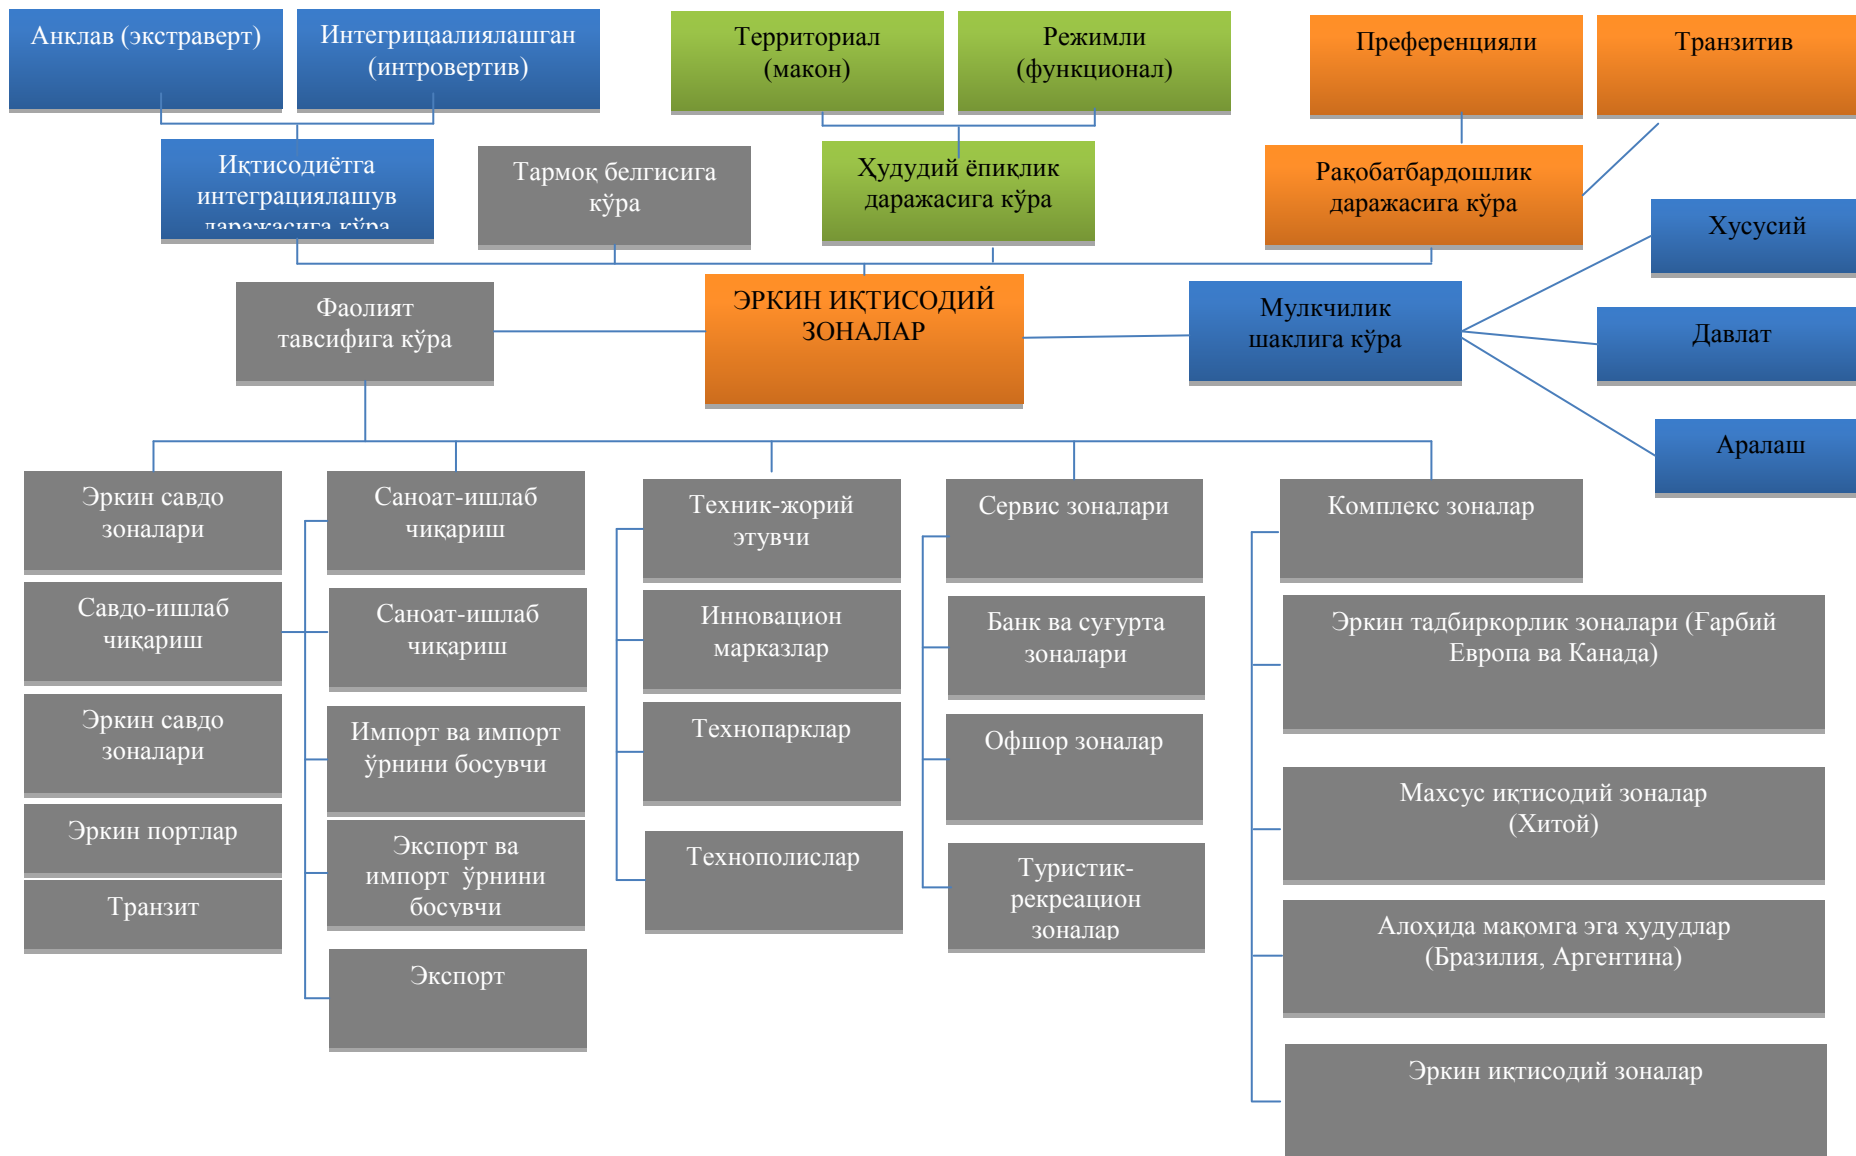 Анклав (экстраверт)
Интегрицаалиялашган
(интровертив)
Территориал
(макон)
Режимли
(функционал)
Преференцияли
Транзитив
Иқтисодиётга
интеграциялашув
даражасига кўра
Тармоқ белгисига
кўра
Ҳудудий ёпиқлик
даражасига кўра
Рақобатбардошлик
даражасига кўра
Хусусий
Фаолият
тавсифига кўра
ЭРКИН ИҚТИСОДИЙ
ЗОНАЛАР
Мулкчилик
шаклига кўра
Давлат
Аралаш
Эркин савдо
зоналари
Саноат-ишлаб
чиқариш
Техник-жорий
этувчи
Сервис зоналари
Комплекс зоналар
Савдо-ишлаб
чиқариш
Саноат-ишлаб
чиқариш
Инновацион
марказлар
Банк ва суғурта
зоналари
Эркин тадбиркорлик зоналари (Ғарбий
Европа ва Канада)
Эркин савдо
зоналари
Импорт ва импорт
ўрнини босувчи
Технопарклар
Офшор зоналар
Махсус иқтисодий зоналар
(Хитой)
Эркин портлар
Экспорт ва
импорт  ўрнини
босувчи
Технополислар
Туристик-
рекреацион
зоналар
Транзит
Алоҳида мақомга эга ҳудудлар
(Бразилия, Аргентина)
Экспорт
Эркин иқтисодий зоналар